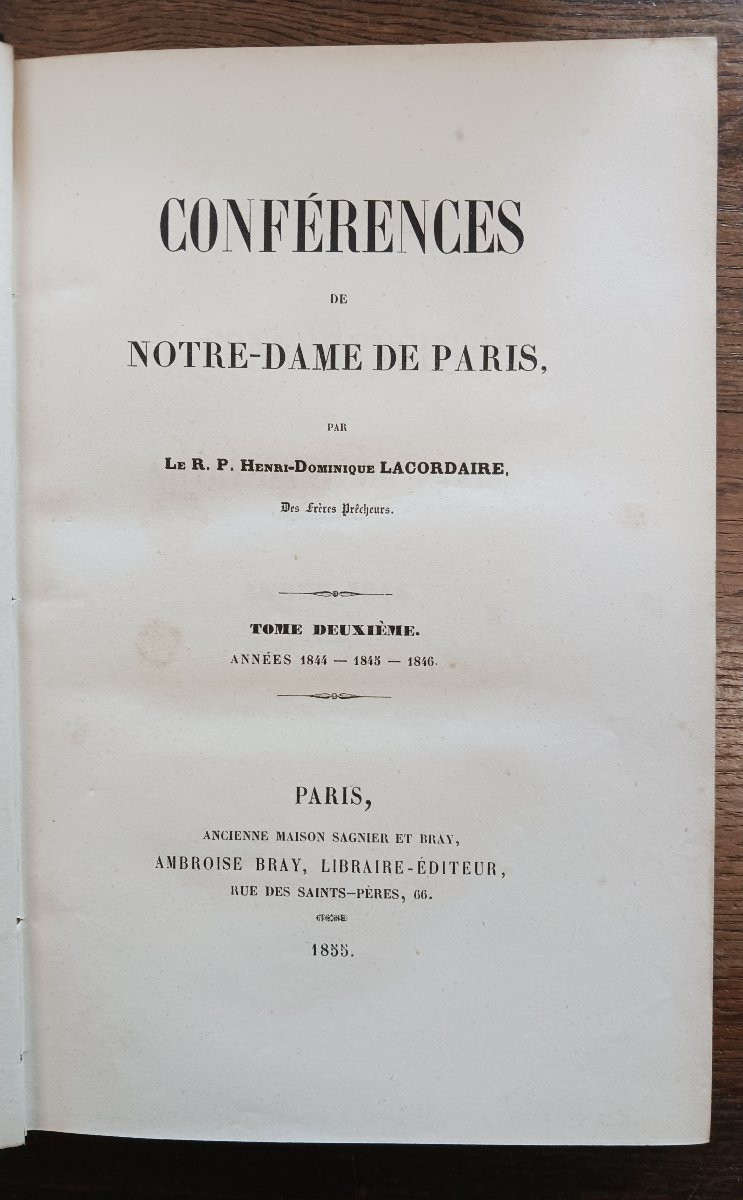 CONFÉRENCES
DE
NOTRE-DAME DE PARIS,
PAR
LE R. P. HENRI-DOMINIQUE LACORDAIRE,
Des Frères Prêcheurs.
TOME DEUXIÈME.
ANNÉES 1844 — 1845 — 1846.
PARIS,
ANCIENNE MAISON SAGNIER ET BRAY,
AMBROISE BRAY, LIBRAIRE-ÉDITEUR,
RUE DES SAINTS-PÈRES, 66.
1855.